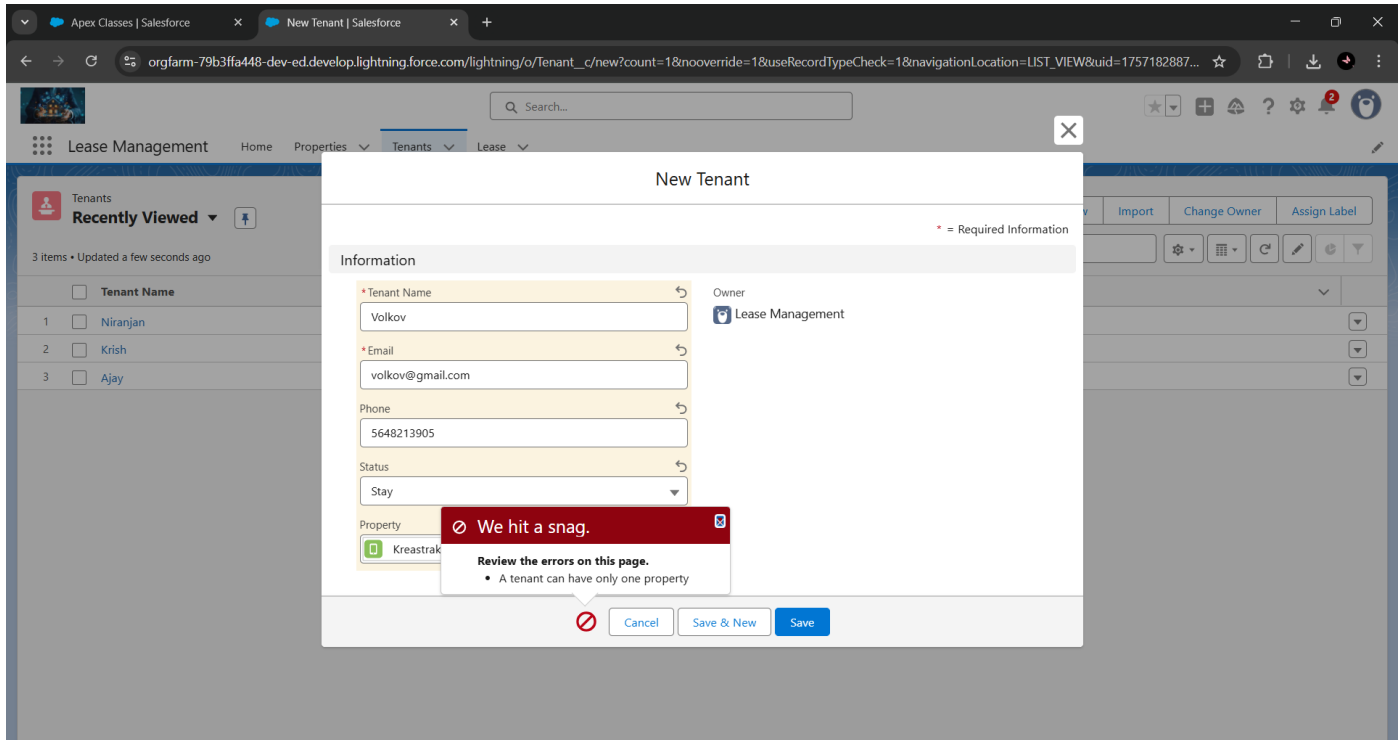 Apex Classes | Salesforce
New Tenant | Salesforce
orgfarm-79b3ffa448-dev-ed.develop.lightning.force.com/lightning/o/Tenant__c/new?count=1&nooverride=1&useRecordTypeCheck=1&navigationLocation=LIST_VIEW&uid=1757182887...
Search...
2
Lease Management Home Properties Tenants Lease
Tenants
Recently Viewed
Import Change Owner Assign Label
3 items • Updated a few seconds ago
Tenant Name
1 Niranjan
2 Krish
3 Ajay
New Tenant
* = Required Information
Information
*Tenant Name
Volkov
Owner
Lease Management
*Email
volkov@gmail.com
Phone
5648213905
Status
Stay
Property
Kreastrak
We hit a snag.
Review the errors on this page.
• A tenant can have only one property
Cancel Save & New Save